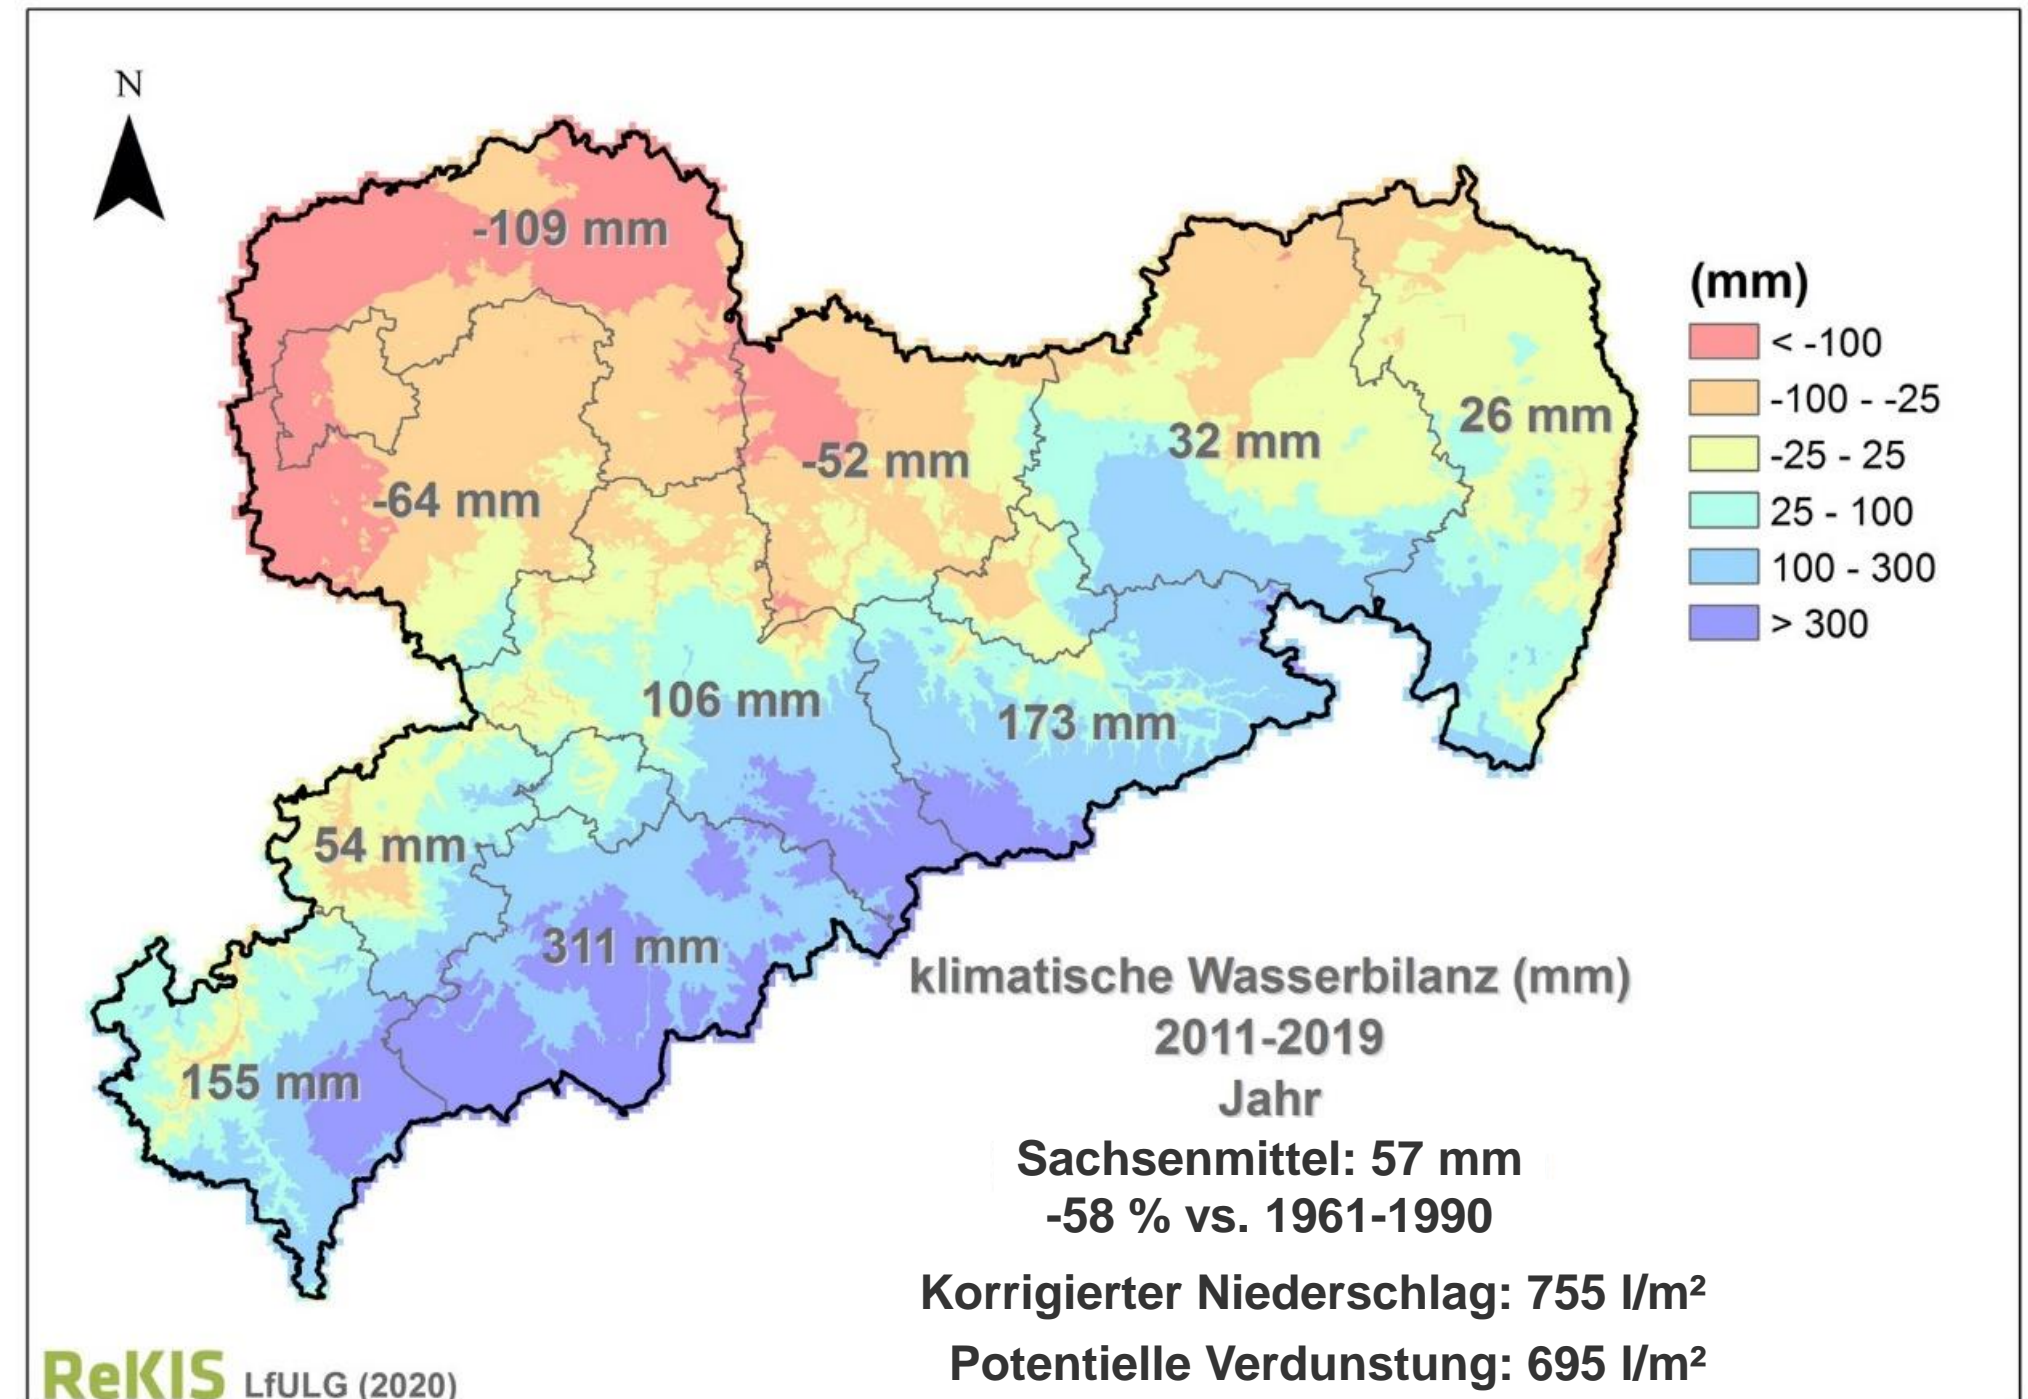 N
-109 mm
(mm)
< -100
-100 - -25
-25 - 25
25 - 100
100 - 300
> 300
26 mm
32 mm
-52 mm
-64 mm
106 mm
173 mm
54 mm
311 mm
155 mm
klimatische Wasserbilanz (mm)
2011-2019
Jahr
Sachsenmittel: 57 mm
-58 % vs. 1961-1990
Korrigierter Niederschlag: 755 l/m²
Potentielle Verdunstung: 695 l/m²
ReKIS LfULG (2020)